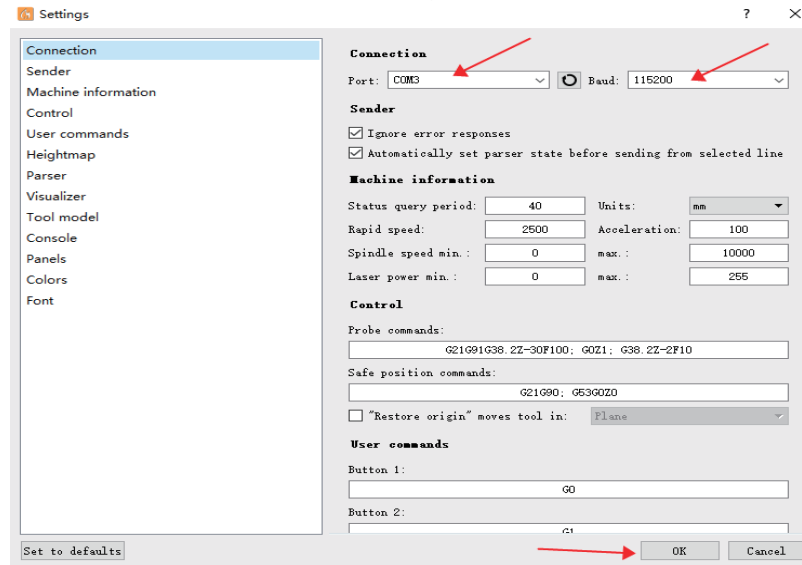 Settings
?
Connection
Sender
Machine information
Control
User commands
Heightmap
Parser
Visualizer
Tool model
Console
Panels
Colors
Font
Connection
Port: COM3 Baud: 115200
Sender
Ignore error responses
Automatically set parser state before sending from selected line
Machine information
Status query period: 40 Units: mm
Rapid speed: 2500 Acceleration: 100
Spindle speed min.: 0 max.: 10000
Laser power min.: 0 max.: 255
Control
Probe commands:
G21G91G38.2Z-30F100; G0Z1; G38.2Z-2F10
Safe position commands:
G21G90; G53G0Z0
"Restore origin" moves tool in: Plane
User commands
Button 1:
G0
Button 2:
G1
Set to defaults OK Cancel